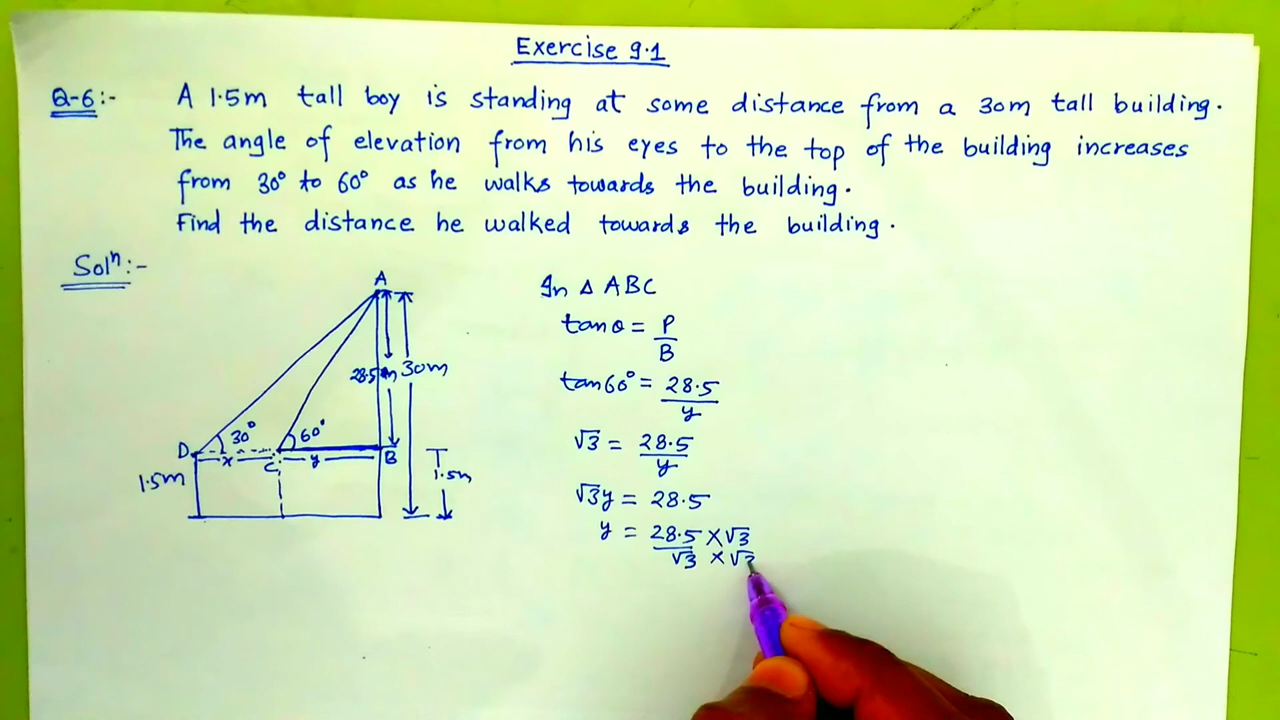 Exercise 9.1
Q-6:- A 1.5m tall boy is standing at some distance from a 30m tall building.
The angle of elevation from his eyes to the top of the building increases
from 30° to 60° as he walks towards the building.
Find the distance he walked towards the building.
Solⁿ:-
A
28.5m
30m
D
30°
60°
x
C
y
B
1.5m
1.5m
In △ ABC
tanθ = P/B
tan60° = 28.5/y
√3 = 28.5/y
√3y = 28.5
y = 28.5/√3 × √3/√3